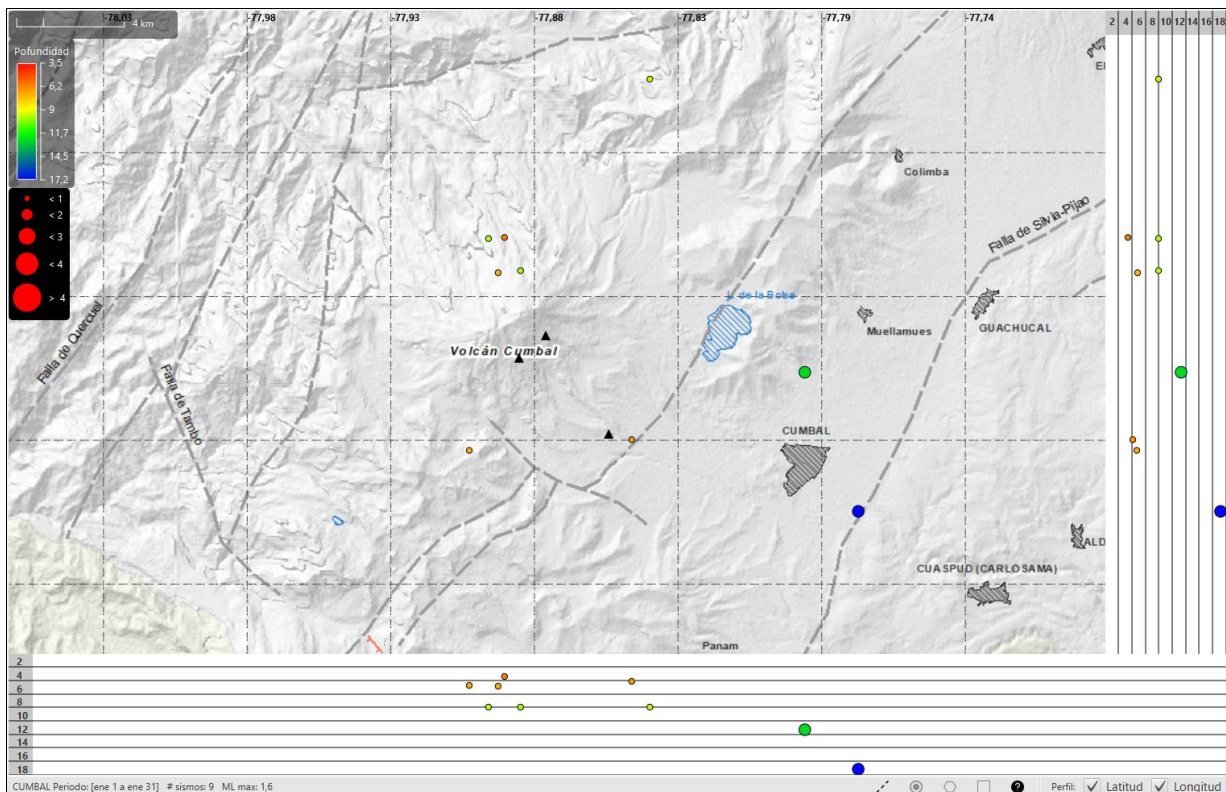 -78,03 -77,98 -77,93 -77,88 -77,83 -77,79 -77,74
4 km
2 4 6 8 10 12 14 16 18
Pofundidad
3,5
6,2
9
11,7
14,5
17,2
< 1
< 2
< 3
< 4
> 4
El
Colimba
Falla de Silvia-Pijao
L. de la Bolsa
Muellamues
GUACHUCAL
Volcán Cumbal
Falla de Quercuel
Falla de Tambo
CUMBAL
ALD
CUASPUD (CARLOSAMA)
Panam
2
4
6
8
10
12
14
16
18
CUMBAL Periodo: [ene 1 a ene 31] # sismos: 9 ML max: 1,6
? Perfil: Latitud Longitud